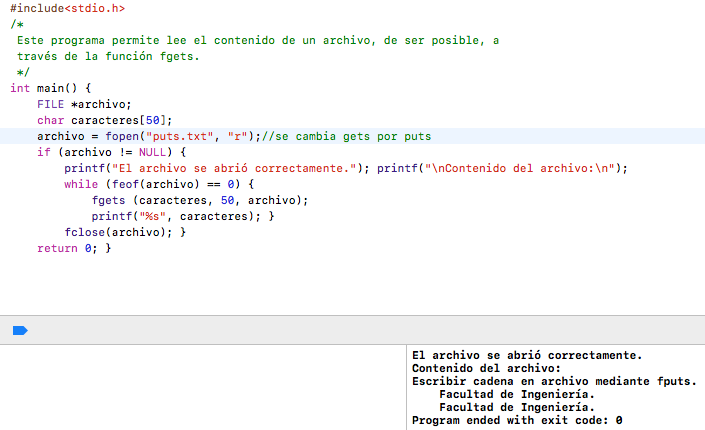 #include<stdio.h>
/*
 Este programa permite lee el contenido de un archivo, de ser posible, a
 través de la función fgets.
 */
int main() {
    FILE *archivo;
    char caracteres[50];
    archivo = fopen("puts.txt", "r");//se cambia gets por puts
    if (archivo != NULL) {
        printf("El archivo se abrió correctamente."); printf("\nContenido del archivo:\n");
        while (feof(archivo) == 0) {
            fgets (caracteres, 50, archivo);
            printf("%s", caracteres); }
        fclose(archivo); }
    return 0; }
El archivo se abrió correctamente.
Contenido del archivo:
Escribir cadena en archivo mediante fputs.
    Facultad de Ingeniería.
    Facultad de Ingeniería.
Program ended with exit code: 0